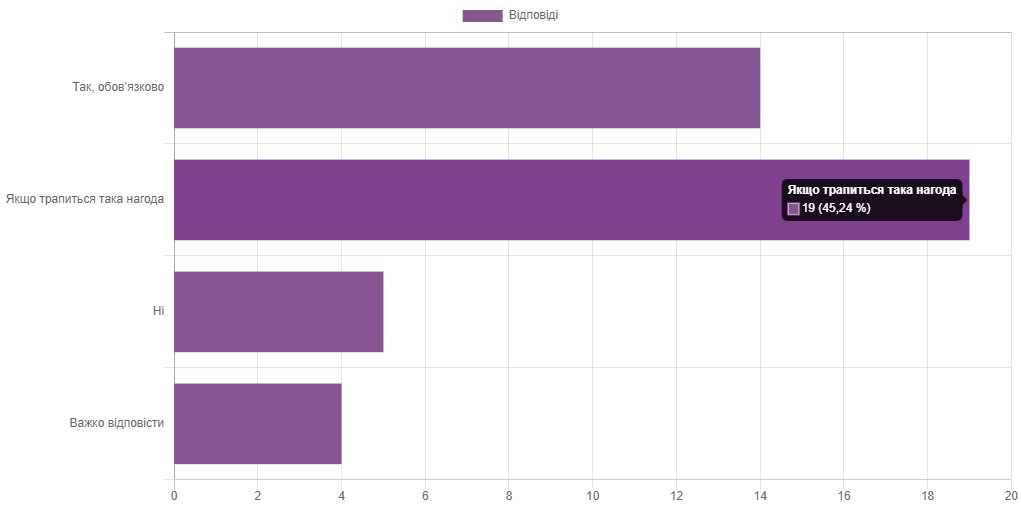 Відповіді
Так, обов'язково
Якщо трапиться така нагода
Якщо трапиться така нагода
19 (45,24 %)
Ні
Важко відповісти
0 2 4 6 8 10 12 14 16 18 20